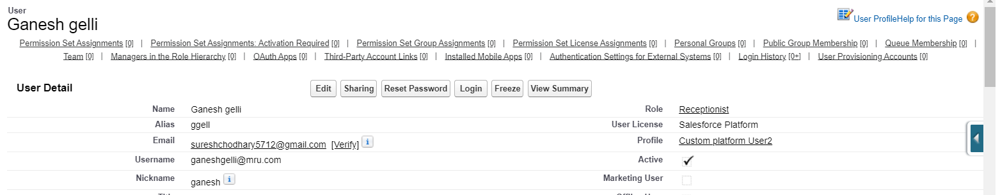 User
Ganesh gelli
User ProfileHelp for this Page
Permission Set Assignments [0] | Permission Set Assignments: Activation Required [0] | Permission Set Group Assignments [0] | Permission Set License Assignments [0] | Personal Groups [0] | Public Group Membership [0] | Queue Membership [0] |
Team [0] | Managers in the Role Hierarchy [0] | OAuth Apps [0] | Third-Party Account Links [0] | Installed Mobile Apps [0] | Authentication Settings for External Systems [0] | Login History [0+] | User Provisioning Accounts [0]
User Detail Edit Sharing Reset Password Login Freeze View Summary
Name Ganesh gelli Role Receptionist
Alias ggell User License Salesforce Platform
Email sureshchodhary5712@gmail.com [Verify] i Profile Custom platform User2
Username ganeshgelli@mru.com Active
Nickname ganesh i Marketing User